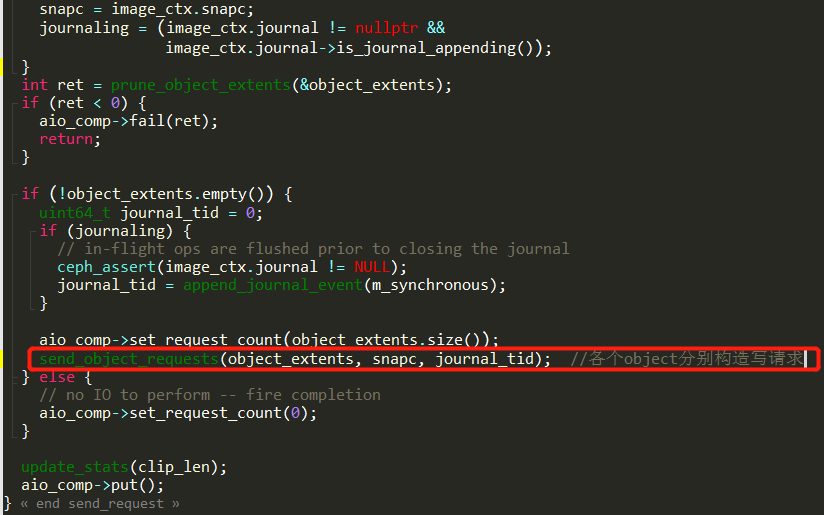 snapc = image_ctx.snapc;
journaling = (image_ctx.journal != nullptr &&
image_ctx.journal->is_journal_appending());
}
int ret = prune_object_extents(&object_extents);
if (ret < 0) {
aio_comp->fail(ret);
return;
}
if (!object_extents.empty()) {
uint64_t journal_tid = 0;
if (journaling) {
// in-flight ops are flushed prior to closing the journal
ceph_assert(image_ctx.journal != NULL);
journal_tid = append_journal_event(m_synchronous);
}
aio_comp->set_request_count(object_extents.size());
send_object_requests(object_extents, snapc, journal_tid); //各个object分别构造写请求
} else {
// no IO to perform -- fire completion
aio_comp->set_request_count(0);
}
update_stats(clip_len);
aio_comp->put();
} « end send_request »